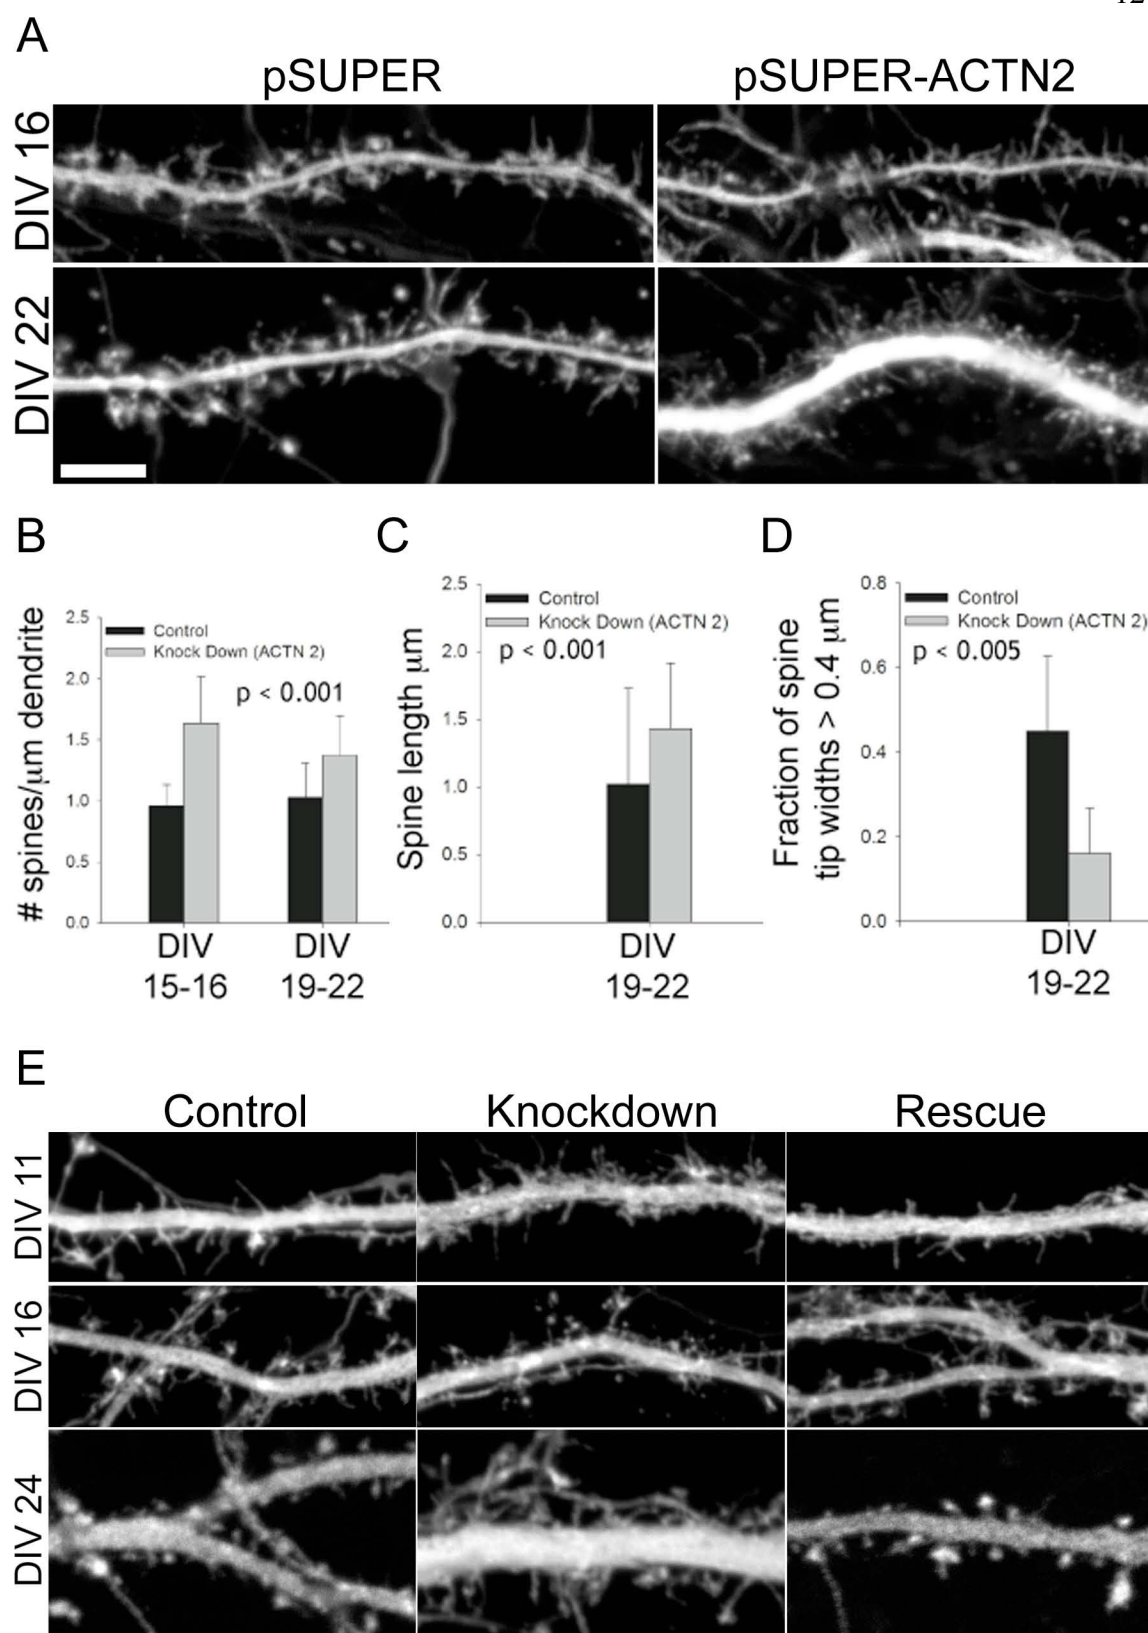 12
A
pSUPER
pSUPER-ACTN2
DIV 16
DIV 22
B
C
D
# spines/μm dendrite
2.5
2.0
1.5
1.0
0.5
0.0
Control
Knock Down (ACTN 2)
p < 0.001
DIV
15-16
DIV
19-22
Spine length μm
2.5
2.0
1.5
1.0
0.5
0.0
Control
Knock Down (ACTN 2)
p < 0.001
DIV
19-22
Fraction of spine
tip widths > 0.4 μm
0.8
0.6
0.4
0.2
0.0
Control
Knock Down (ACTN 2)
p < 0.005
DIV
19-22
E
Control
Knockdown
Rescue
DIV 11
DIV 16
DIV 24